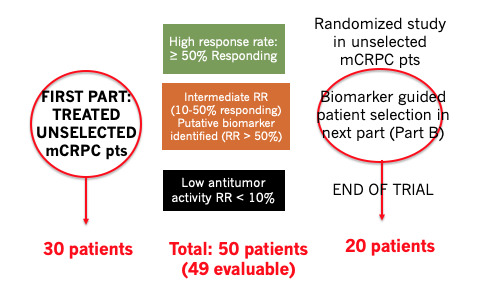 FIRST PART:
TREATED
UNSELECTED
mCRPC pts
30 patients
High response rate:
≥ 50% Responding
Intermediate RR
(10-50% responding)
Putative biomarker
identified (RR > 50%)
Low antitumor
activity RR < 10%
Total: 50 patients
(49 evaluable)
Randomized study
in unselected
mCRPC pts
Biomarker guided
patient selection in
next part (Part B)
END OF TRIAL
20 patients